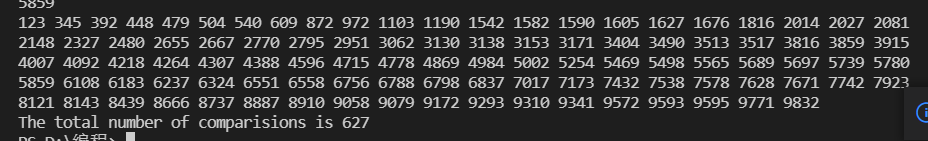 5859
123 345 392 448 479 504 540 609 872 972 1103 1190 1542 1582 1590 1605 1627 1676 1816 2014 2027 2081
2148 2327 2480 2655 2667 2770 2795 2951 3062 3130 3138 3153 3171 3404 3490 3513 3517 3816 3859 3915
4007 4092 4218 4264 4307 4388 4596 4715 4778 4869 4984 5002 5254 5469 5498 5565 5689 5697 5739 5780
5859 6108 6183 6237 6324 6551 6558 6756 6788 6798 6837 7017 7173 7432 7538 7578 7628 7671 7742 7923
8121 8143 8439 8666 8737 8887 8910 9058 9079 9172 9293 9310 9341 9572 9593 9595 9771 9832
The total number of comparisions is 627
PS D:\编程>